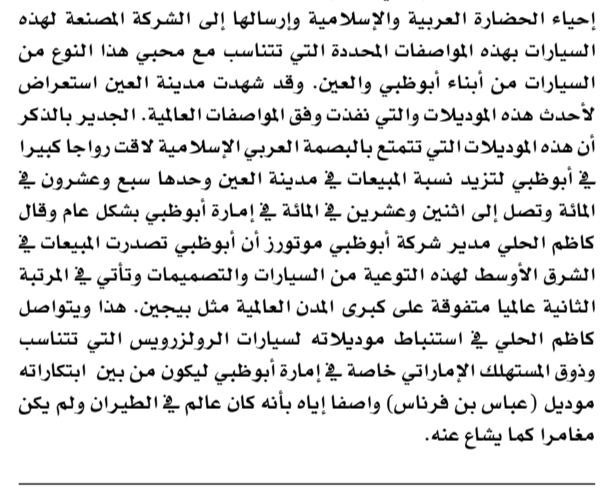 إحياء الحضارة العربية والإسلامية وإرسالها إلى الشركة المصنعة لهذه
السيارات بهذه المواصفات المحددة التي تتناسب مع محبي هذا النوع من
السيارات من أبناء أبوظبي والعين. وقد شهدت مدينة العين استعراض
لأحدث هذه الموديلات والتي نفذت وفق المواصفات العالمية. الجدير بالذكر
أن هذه الموديلات التي تتمتع بالبصمة العربي الإسلامية لاقت رواجا كبيرا
في أبوظبي لتزيد نسبة المبيعات في مدينة العين وحدها سبع وعشرون في
المائة وتصل إلى اثنين وعشرين في المائة في إمارة أبوظبي بشكل عام وقال
كاظم الحلي مدير شركة أبوظبي موتورز أن أبوظبي تصدرت المبيعات في
الشرق الأوسط لهذه التوعية من السيارات والتصميمات وتأتي في المرتبة
الثانية عالميا متفوقة على كبرى المدن العالمية مثل بيجين. هذا ويتواصل
كاظم الحلي في استنباط موديلاته لسيارات الرولزرويس التي تتناسب
وذوق المستهلك الإماراتي خاصة في إمارة أبوظبي ليكون من بين ابتكاراته
موديل (عباس بن فرناس) واصفا إياه بأنه كان عالم في الطيران ولم يكن
مغامرا كما يشاع عنه.